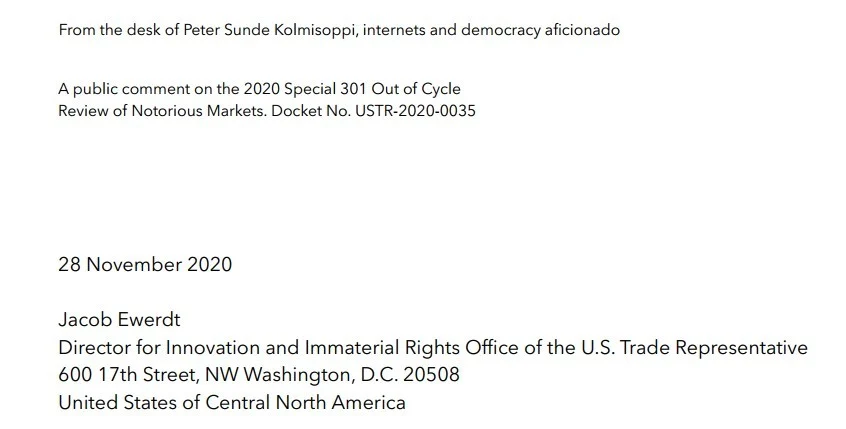 From the desk of Peter Sunde Kolmisoppi, internets and democracy aficionado
A public comment on the 2020 Special 301 Out of Cycle
Review of Notorious Markets. Docket No. USTR-2020-0035
28 November 2020
Jacob Ewerdt
Director for Innovation and Immaterial Rights Office of the U.S. Trade Representative
600 17th Street, NW Washington, D.C. 20508
United States of Central North America